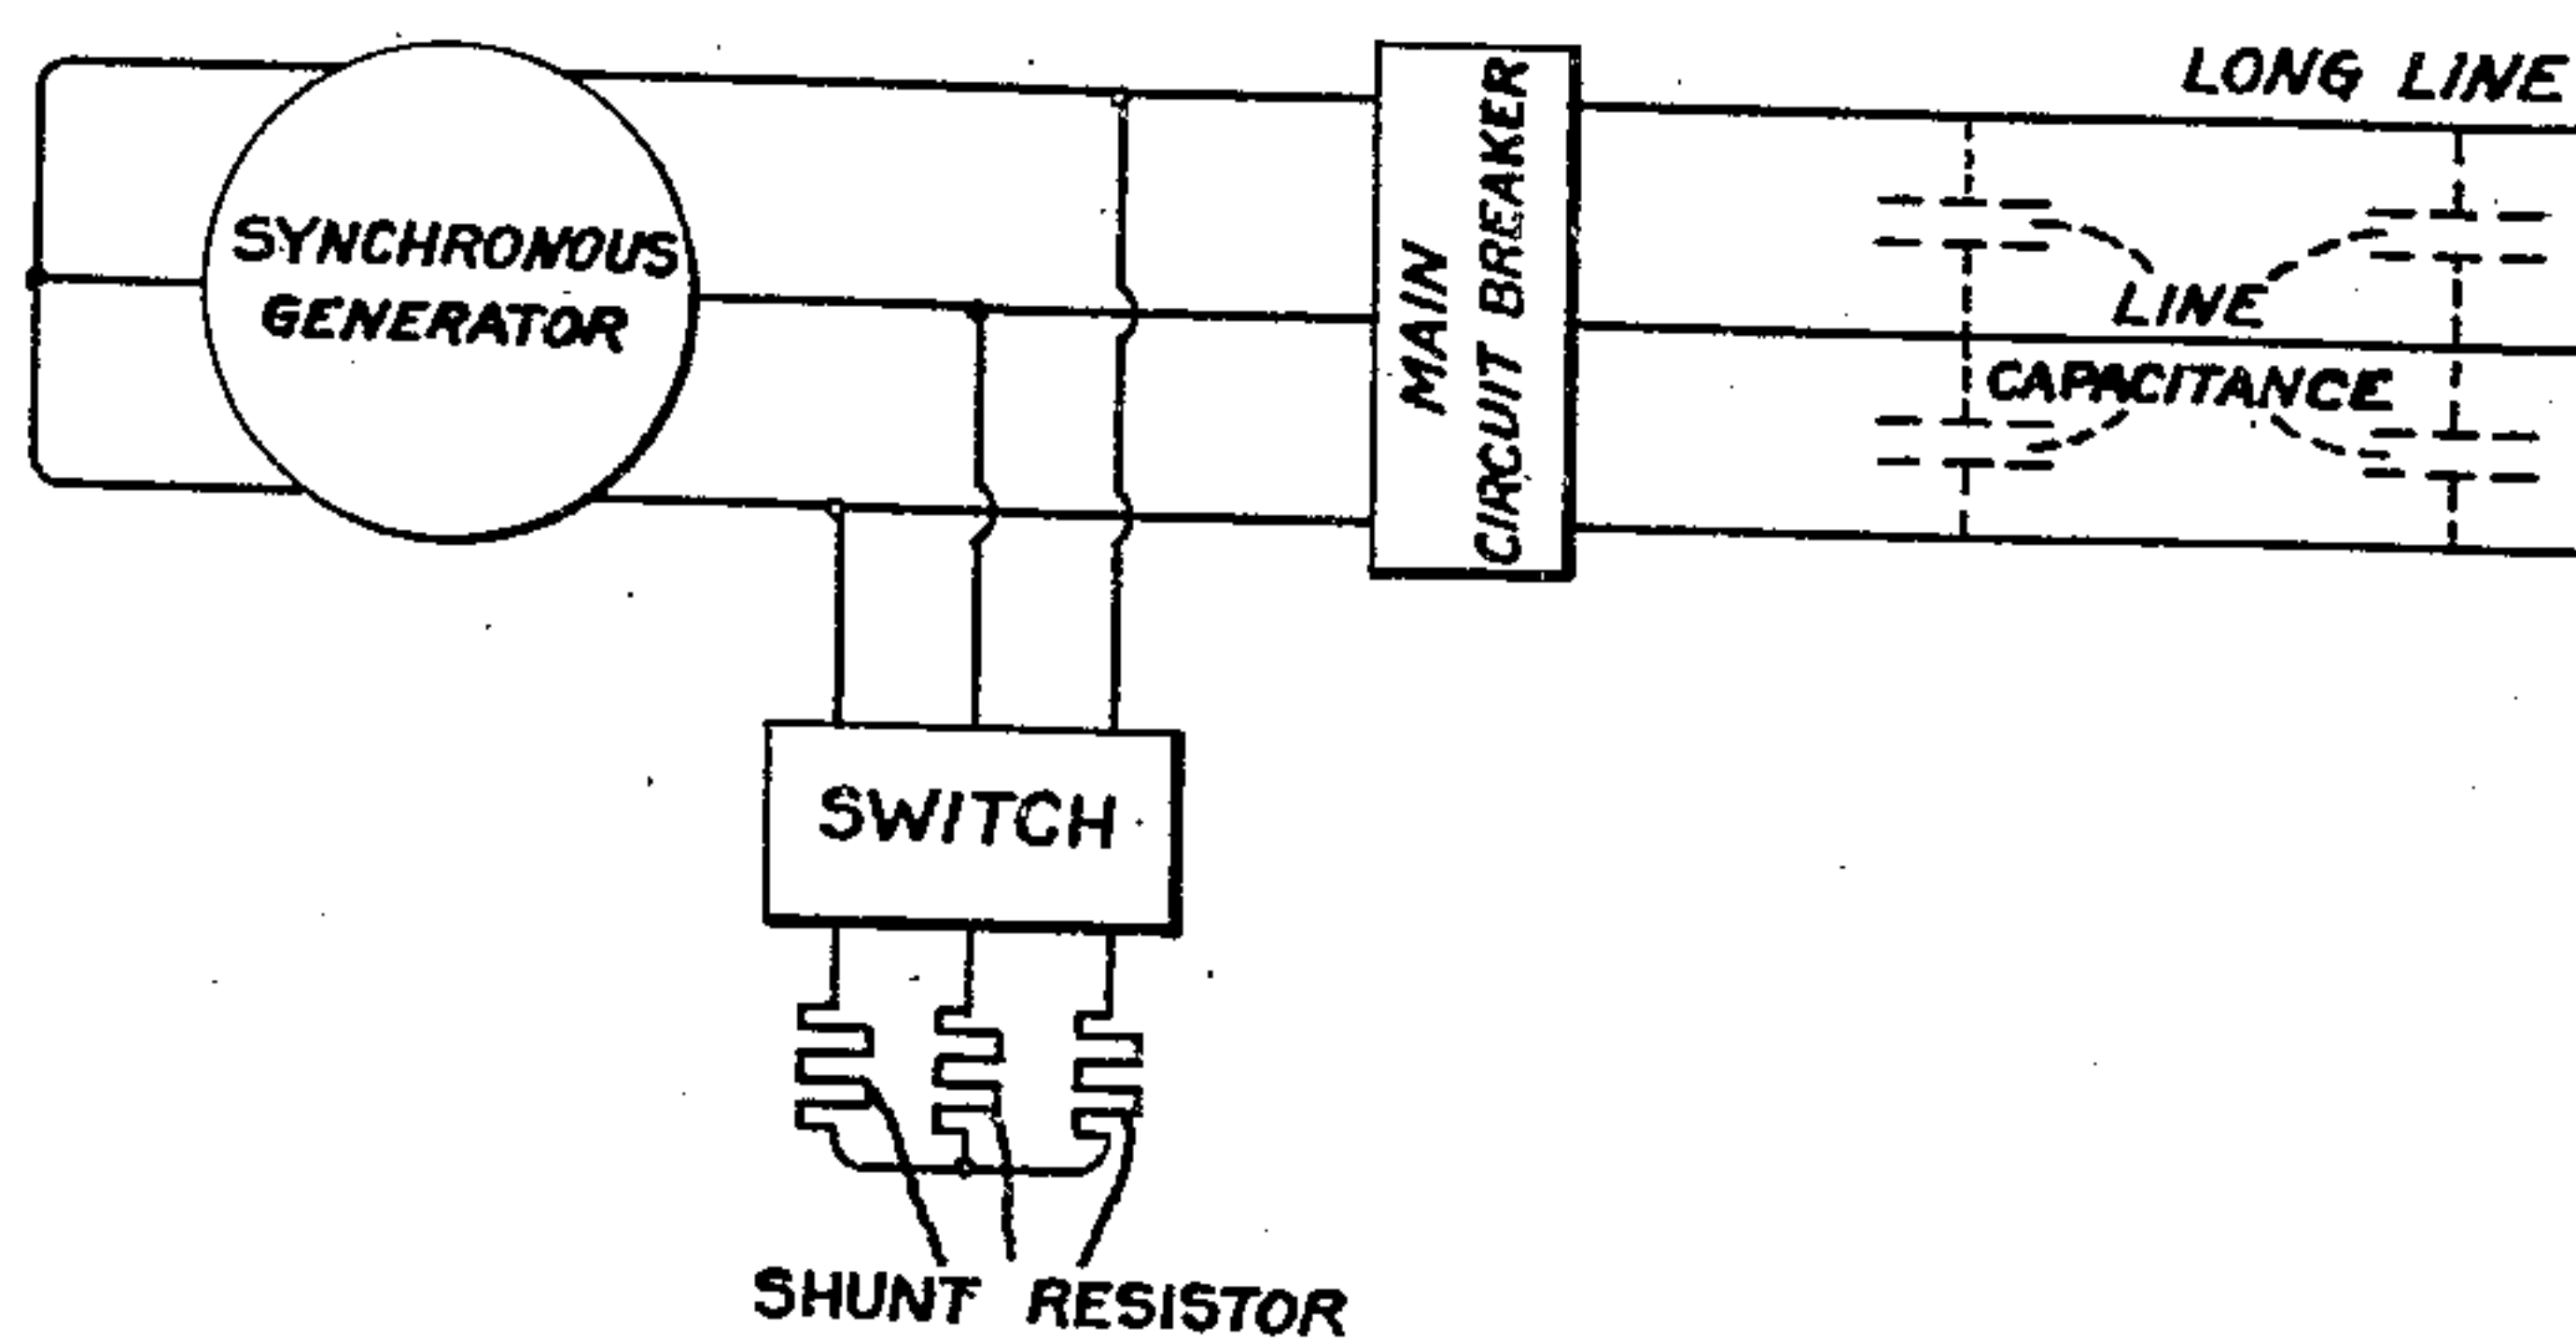 LONG LINE
SYNCHRONOUS
GENERATOR
MAIN
CIRCUIT BREAKER
LINE
CAPACITANCE
SWITCH
SHUNT RESISTOR